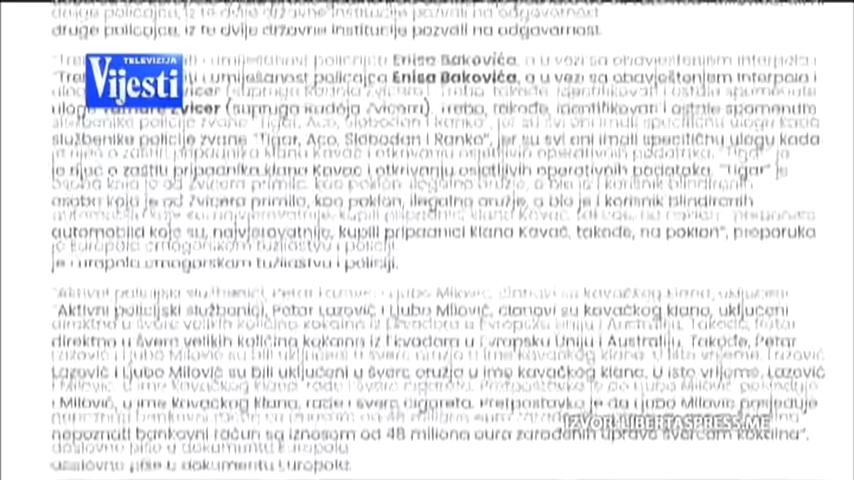 druge policajce, iz te dvije državne institucije pozvali na odgovornost.
TELEVIZIJA
Vijesti
i umiješanost policajca Enisa Bakovića, a u vezi sa obavještenjem Interpola i
Zvicer (supruga Radoja Zvicera). Treba, takođe, identifikovati i ostale spomenute
službenike policije zvane "Tigar, Aco, Slobodan i Ranko", jer su svi oni imali specifičnu ulogu kada
je riječ o zaštiti pripadnika klana Kavač i otkrivanju osjetljivih operativnih podataka. "Tigar" je
osoba koja je od Zvicera primila, kao poklon, ilegalno oružje, a bio je i korisnik blindiranih
automobila koje su, najvjerovatnije, kupili pripadnici klana Kavač, takođe, na poklon", preporuka
je Europola crnogorskom tužilaštvu i policiji.
"Aktivni policijski službenici, Petar Lazović i Ljubo Milović, članovi su kavačkog klana, uključeni
direktno u šverc velikih količina kokaina iz Ekvadora u Evropsku Uniju i Australiju. Takođe, Petar
Lazović i Ljubo Milović su bili uključeni u šverc oružja u ime kavačkog klana. U isto vrijeme, Lazović
i Milović, u ime kavačkog klana, rade i šverc cigareta. Pretpostavka je da Ljubo Milović posjeduje
nepoznati bankovni račun sa iznosom od 48 miliona eura zarađenih upravo švercom kokaina",
doslovno piše u dokumentu Europola.
IZVOR: LIBERTASPRESS.ME